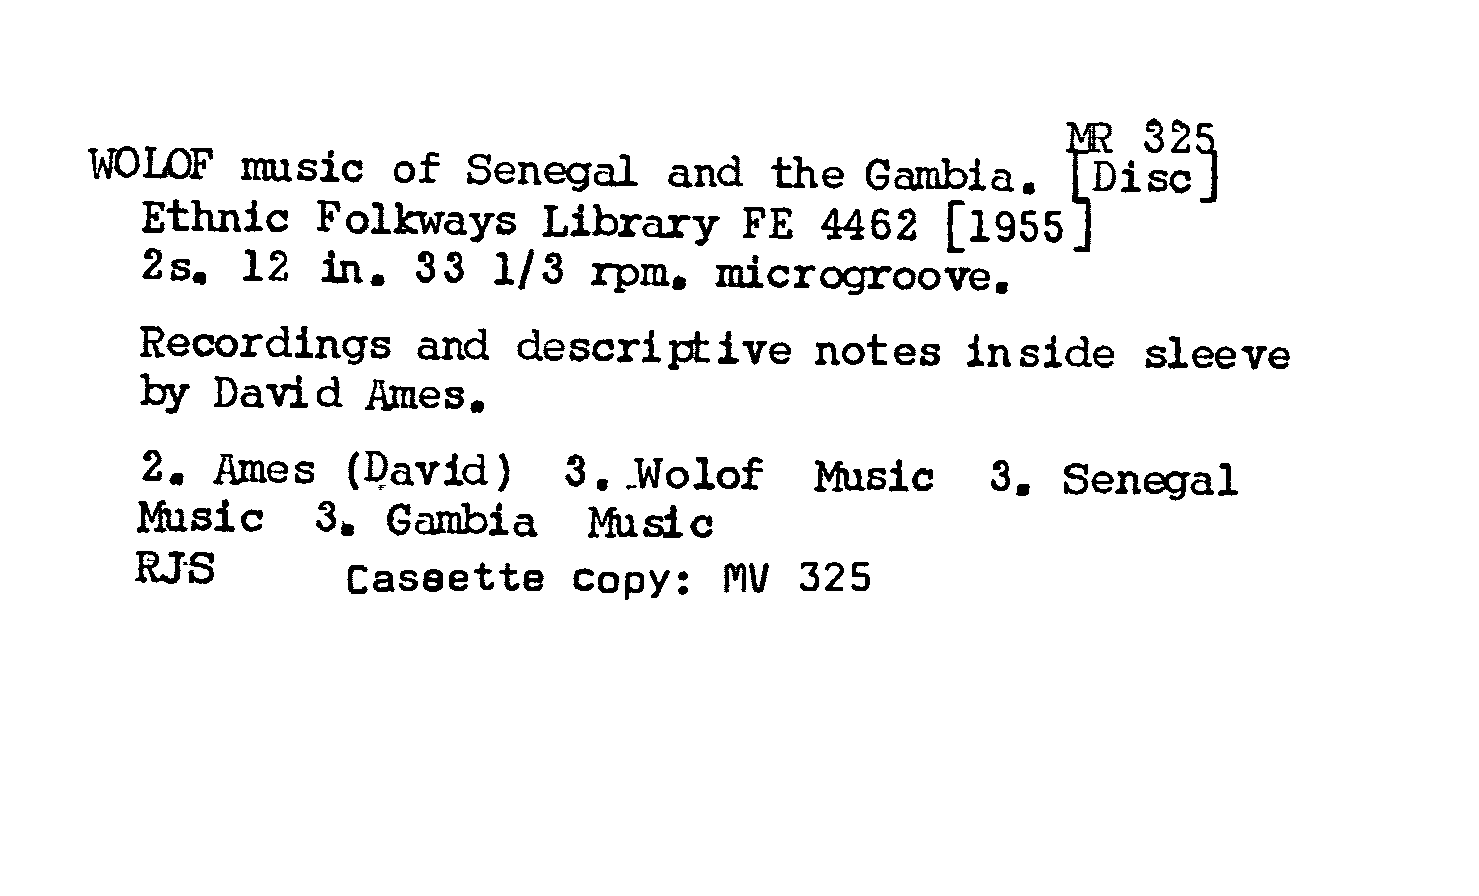 MR 325
WOLOF music of Senegal and the Gambia. [Disc]
Ethnic Folkways Library FE 4462 [1955]
2s. 12 in. 33 1/3 rpm. microgroove.
Recordings and descriptive notes inside sleeve
by David Ames.
2. Ames (David) 3. Wolof Music 3. Senegal
Music 3. Gambia Music
RJS Cassette copy: MV 325